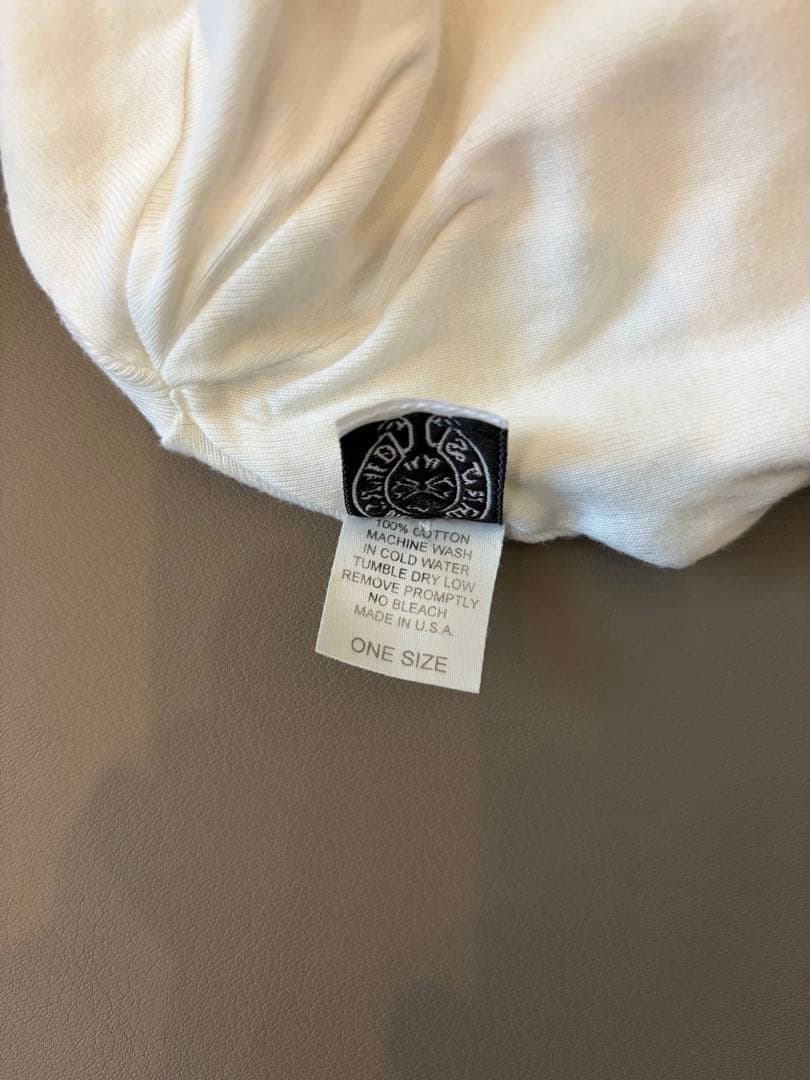 100% COTTON
MACHINE WASH
IN COLD WATER
TUMBLE DRY LOW
REMOVE PROMPTLY
NO BLEACH
MADE IN U.S.A.
ONE SIZE